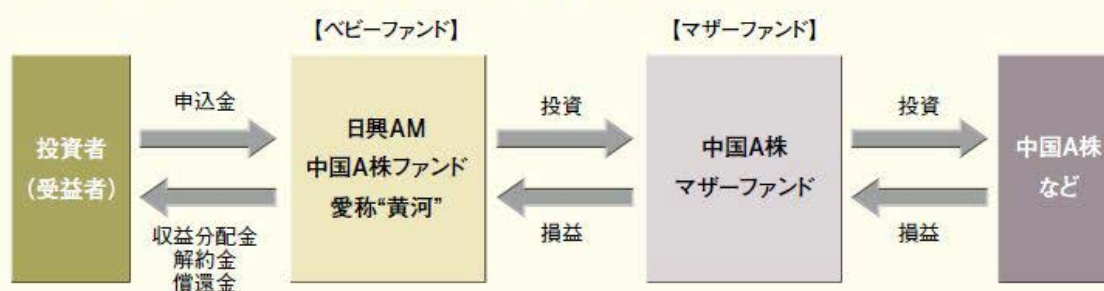 【ベビーファンド】
【マザーファンド】
投資者
（受益者）
申込金
収益分配金
解約金
償還金
日興AM
中国A株ファンド
愛称“黄河”
投資
損益
中国A株
マザーファンド
投資
損益
中国A株
など